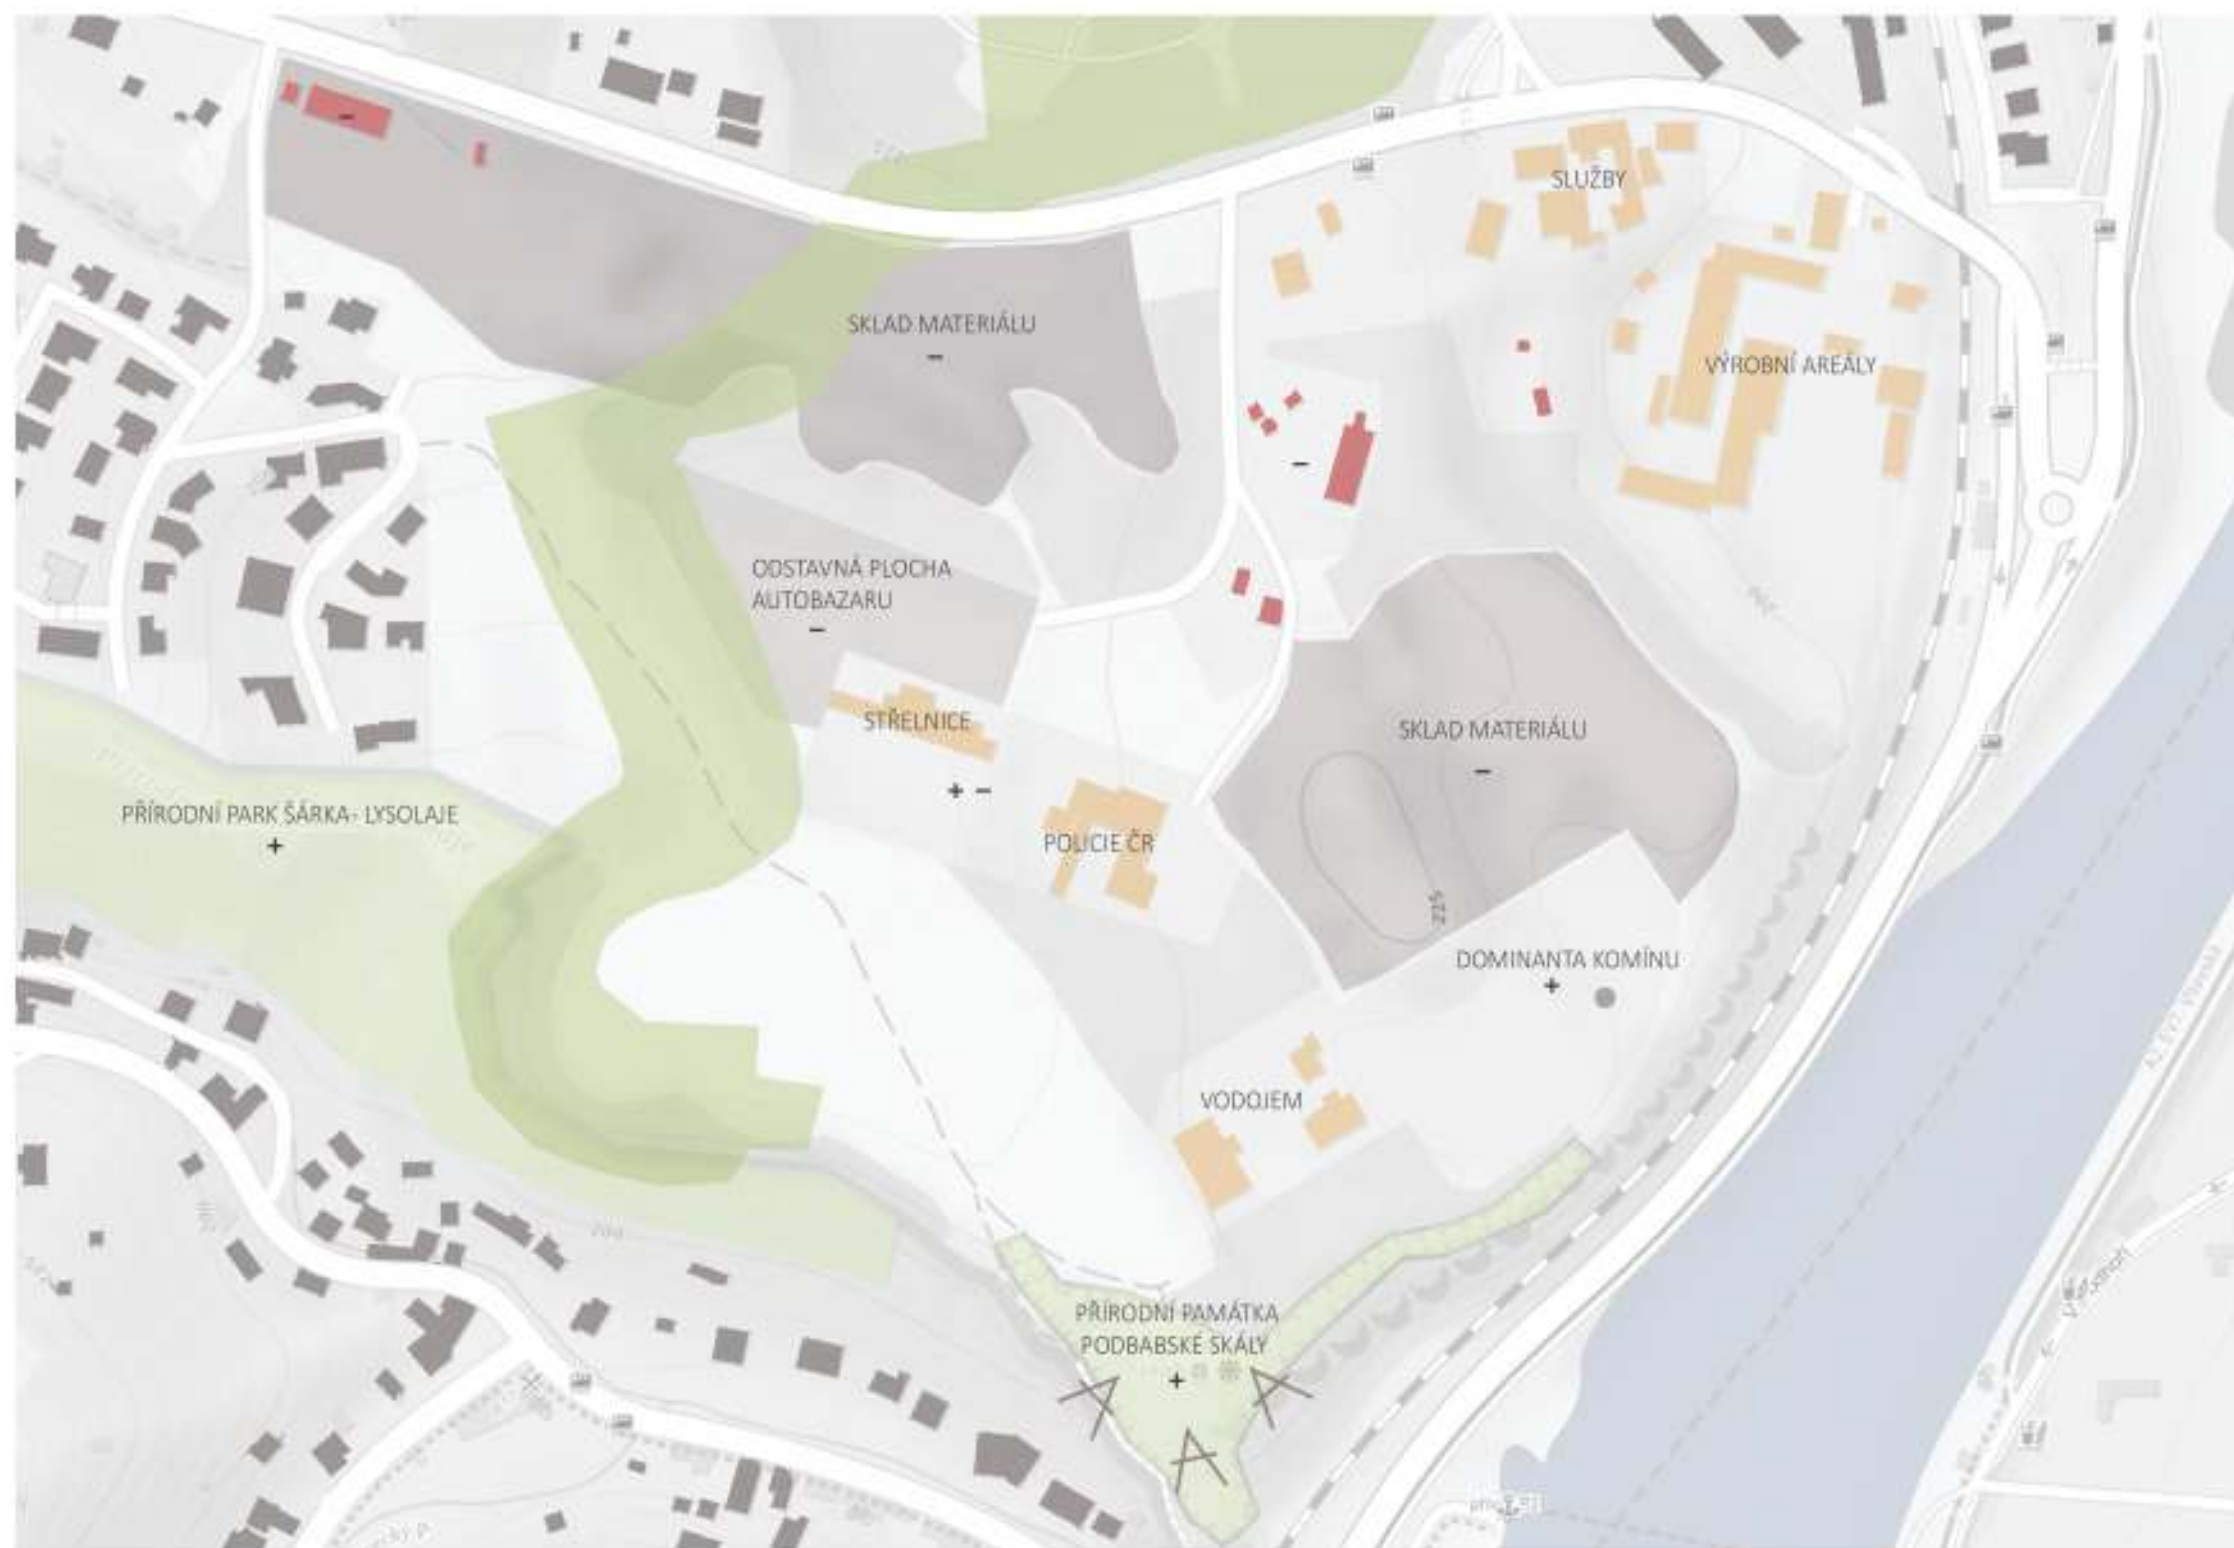 SLUŽBY
SKLAD MATERIÁLU
-
VÝROBNÍ AREÁLY
-
-
ODSTAVNÁ PLOCHA
AUTOBAZARU
-
STŘELNICE
+ -
SKLAD MATERIÁLU
-
PŘÍRODNÍ PARK ŠÁRKA- LYSOLAJE
+
POLICIE ČR
225
DOMINANTA KOMÍNU
+
VODOJEM
200
PŘÍRODNÍ PAMÁTKA
PODBABSKÉ SKÁLY
+